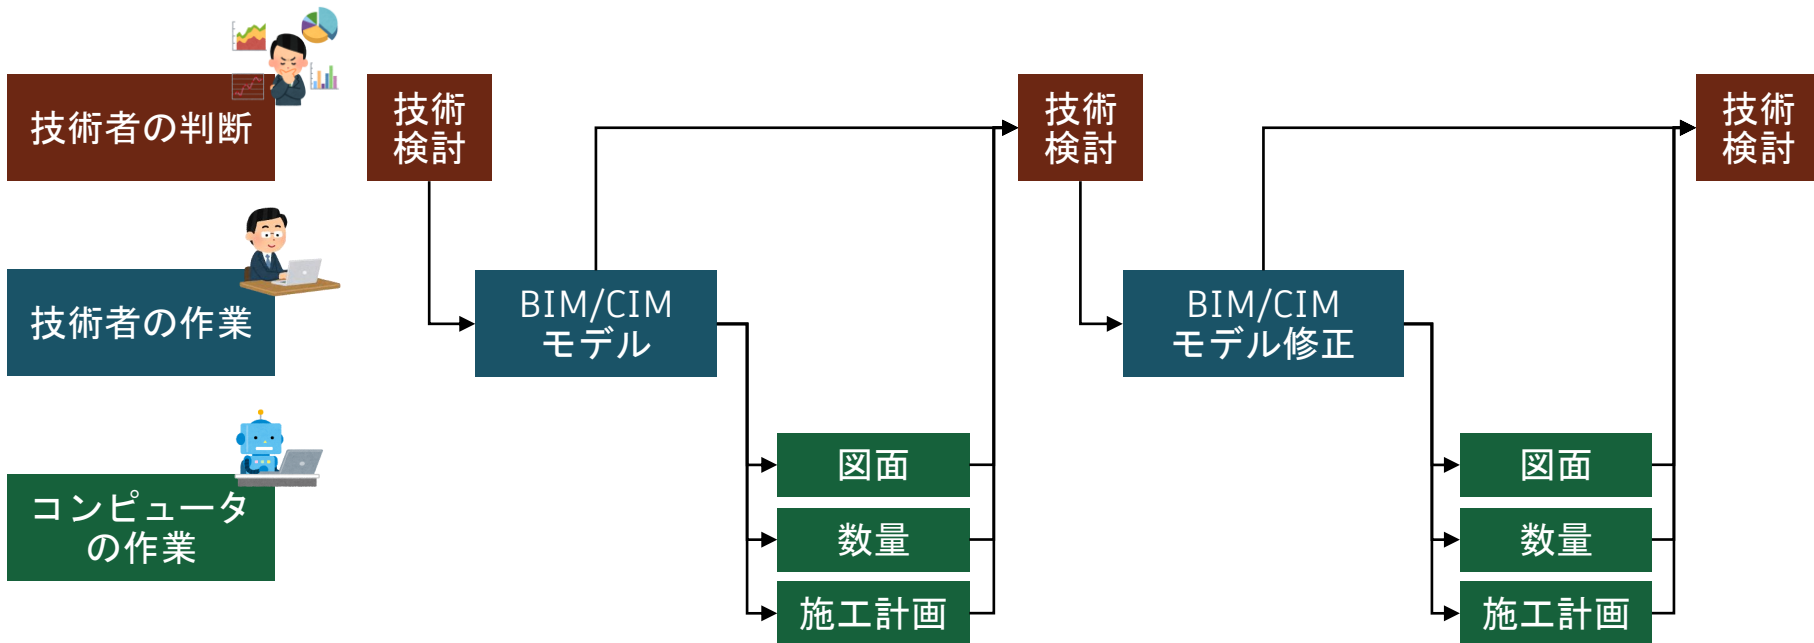 技術者の判断
技術
検討
技術
検討
技術
検討
技術者の作業
BIM/CIM
モデル
BIM/CIM
モデル修正
コンピュータ
の作業
図面
数量
施工計画
図面
数量
施工計画